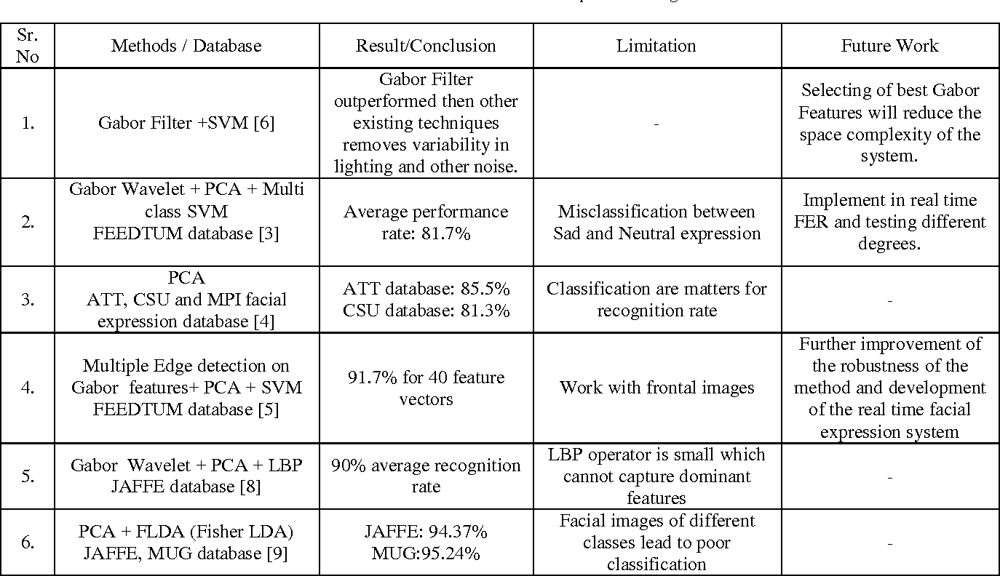 Sr.
No
Methods / Database
Result/Conclusion
Limitation
Future Work
1.
Gabor Filter +SVM [6]
Gabor Filter
outperformed then other
existing techniques
removes variability in
lighting and other noise.
-
Selecting of best Gabor
Features will reduce the
space complexity of the
system.
2.
Gabor Wavelet + PCA + Multi
class SVM
FEEDTUM database [3]
Average performance
rate: 81.7%
Misclassification between
Sad and Neutral expression
Implement in real time
FER and testing different
degrees.
3.
PCA
ATT, CSU and MPI facial
expression database [4]
ATT database: 85.5%
CSU database: 81.3%
Classification are matters for
recognition rate
-
4.
Multiple Edge detection on
Gabor features+ PCA + SVM
FEEDTUM database [5]
91.7% for 40 feature
vectors
Work with frontal images
Further improvement of
the robustness of the
method and development
of the real time facial
expression system
5.
Gabor Wavelet + PCA + LBP
JAFFE database [8]
90% average recognition
rate
LBP operator is small which
cannot capture dominant
features
-
6.
PCA + FLDA (Fisher LDA)
JAFFE, MUG database [9]
JAFFE: 94.37%
MUG:95.24%
Facial images of different
classes lead to poor
classification
-